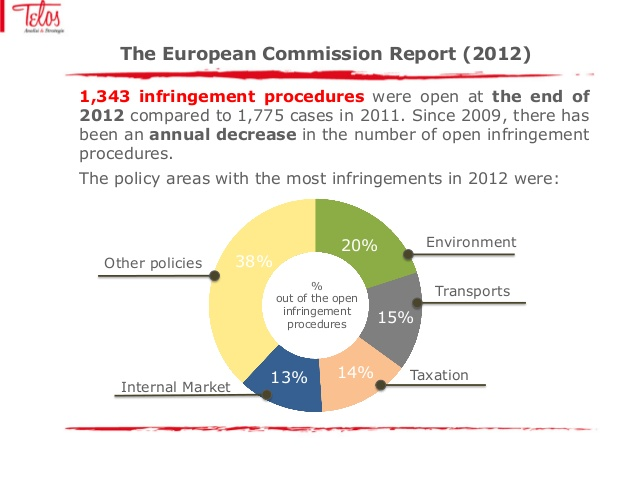 Telos
Analisi & Strategie
The European Commission Report (2012)
1,343 infringement procedures were open at the end of
2012 compared to 1,775 cases in 2011. Since 2009, there has
been an annual decrease in the number of open infringement
procedures.
The policy areas with the most infringements in 2012 were:
20%
Environment
Other policies
38%
%
out of the open
infringement
procedures
Transports
15%
14%
Taxation
13%
Internal Market